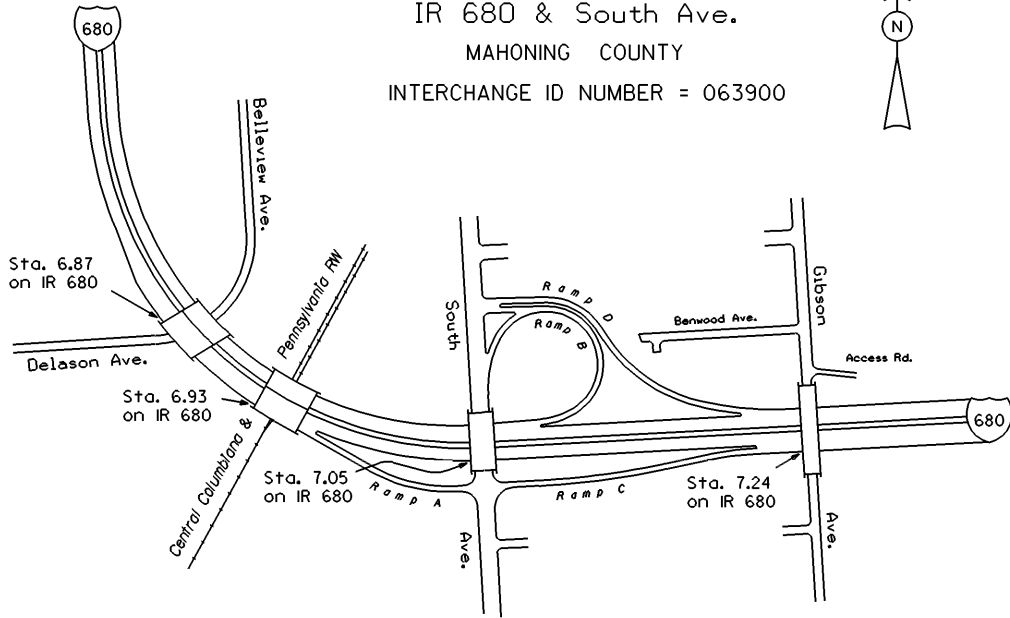 IR 680 & South Ave.
MAHONING COUNTY
INTERCHANGE ID NUMBER = 063900
N
680
Belleview Ave.
Sta. 6.87
on IR 680
Delason Ave.
Pennsylvania RW
Central Columbiana &
Sta. 6.93
on IR 680
South
Ave.
Ramp D
Ramp B
Benwood Ave.
Gibson
Ave.
Access Rd.
680
Sta. 7.05
on IR 680
Ramp A
Ramp C
Sta. 7.24
on IR 680